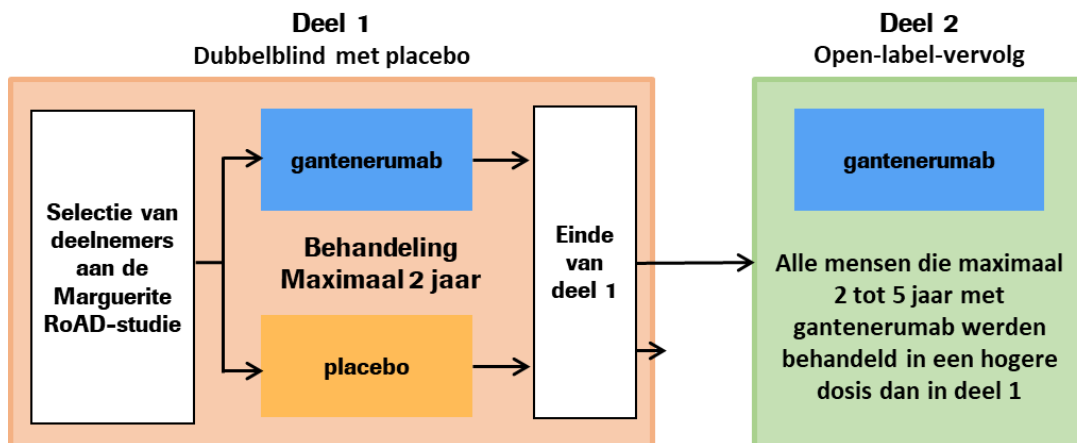 Deel 1
Dubbelblind met placebo
Deel 2
Open-label-vervolg
Selectie van
deelnemers
aan de
Marguerite
RoAD-studie
gantenerumab
Behandeling
Maximaal 2 jaar
placebo
Einde
van
deel 1
gantenerumab
Alle mensen die maximaal
2 tot 5 jaar met
gantenerumab werden
behandeld in een hogere
dosis dan in deel 1